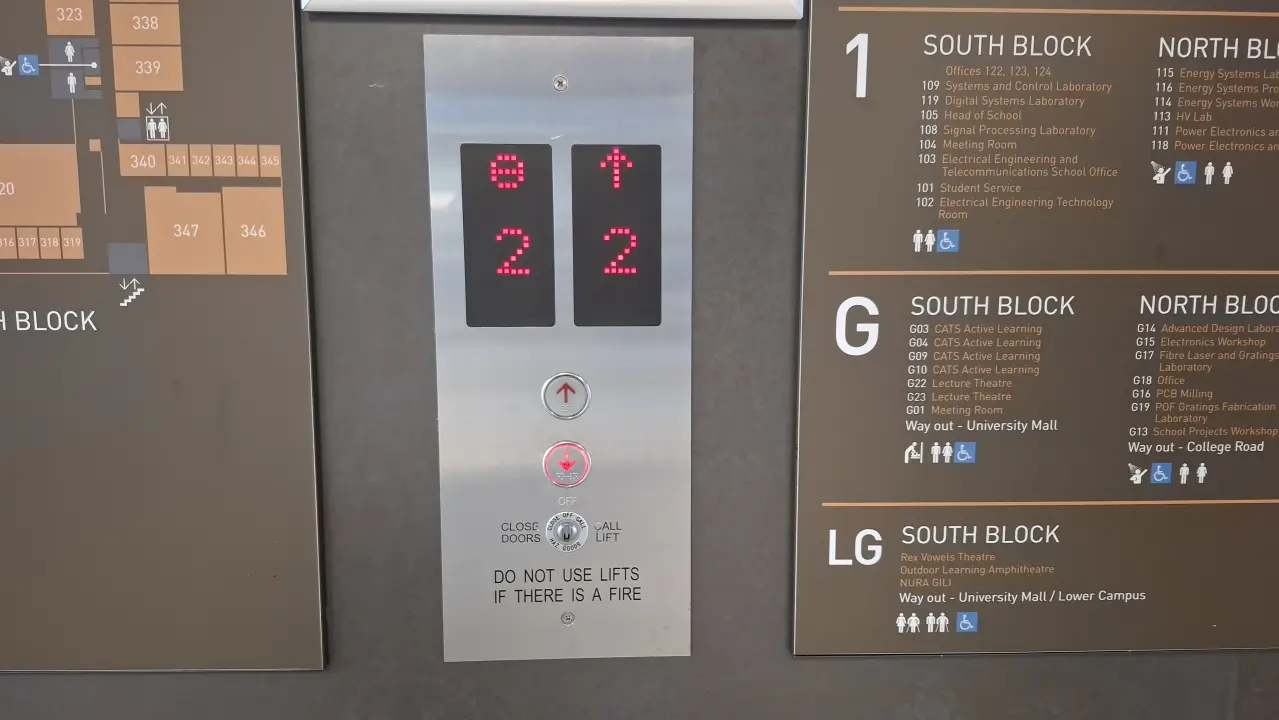 323
338
339
340
341
342
343
344
345
20
347
346
316
317
318
319
H BLOCK
2
2
OFF
CLOSE
DOORS
CLOSE OFF CALL
HAZ. GOODS
CALL
LIFT
DO NOT USE LIFTS
IF THERE IS A FIRE
1
SOUTH BLOCK
Offices 122, 123, 124
109 Systems and Control Laboratory
119 Digital Systems Laboratory
105 Head of School
108 Signal Processing Laboratory
104 Meeting Room
103 Electrical Engineering and
Telecommunications School Office
101 Student Service
102 Electrical Engineering Technology
Room
NORTH BLO
115 Energy Systems Lab
116 Energy Systems Pro
114 Energy Systems Wor
113 HV Lab
111 Power Electronics an
118 Power Electronics an
G
SOUTH BLOCK
G03 CATS Active Learning
G04 CATS Active Learning
G09 CATS Active Learning
G10 CATS Active Learning
G22 Lecture Theatre
G23 Lecture Theatre
G01 Meeting Room
Way out - University Mall
NORTH BLOC
G14 Advanced Design Labora
G15 Electronics Workshop
G17 Fibre Laser and Gratings
Laboratory
G18 Office
G16 PCB Milling
G19 POF Gratings Fabrication
Laboratory
G13 School Projects Workshop
Way out - College Road
LG
SOUTH BLOCK
Rex Vowels Theatre
Outdoor Learning Amphitheatre
NURA GILI
Way out - University Mall / Lower Campus